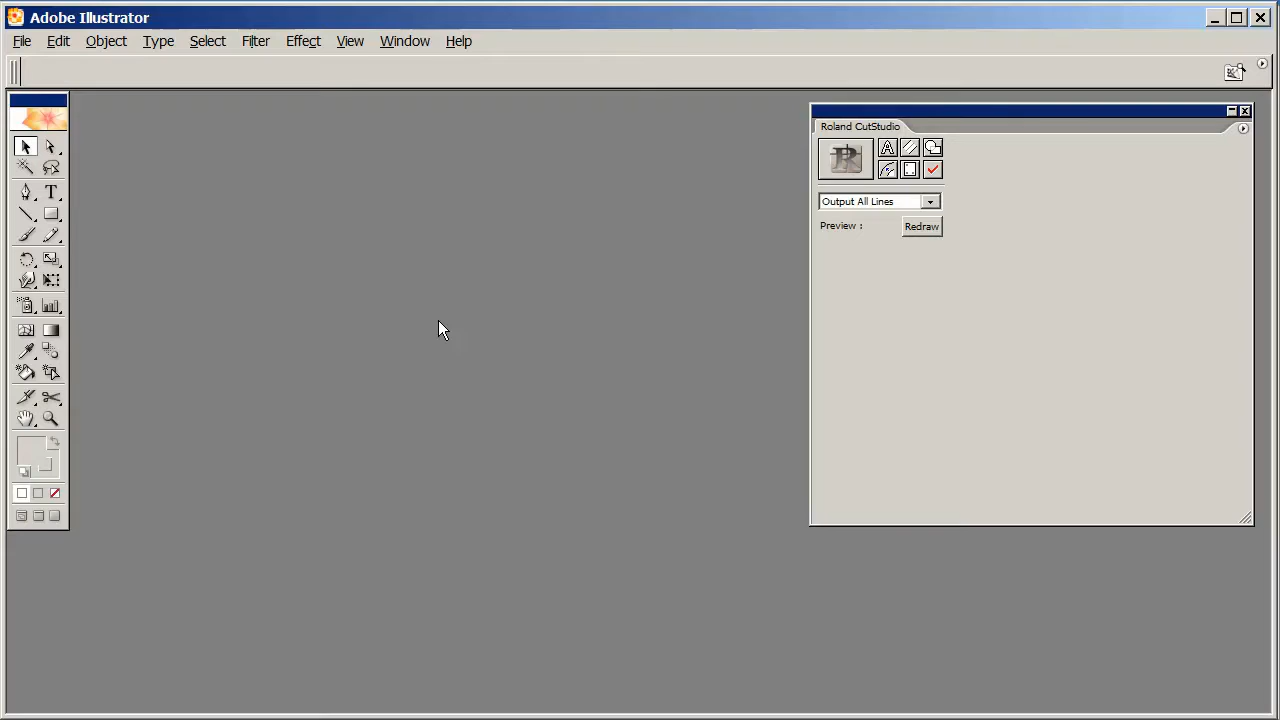 Adobe Illustrator
File Edit Object Type Select Filter Effect View Window Help
Roland CutStudio
Output All Lines
Preview :
Redraw